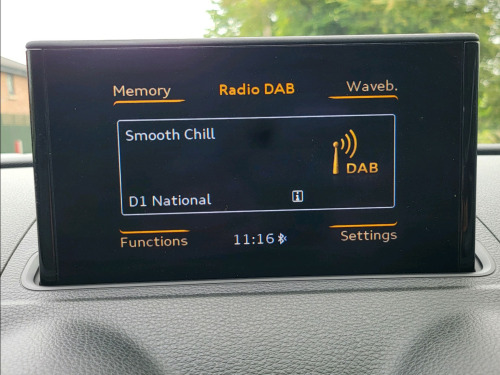 Memory
Radio DAB
Waveb.
Smooth Chill
DAB
D1 National
i
Functions
11:16
Settings